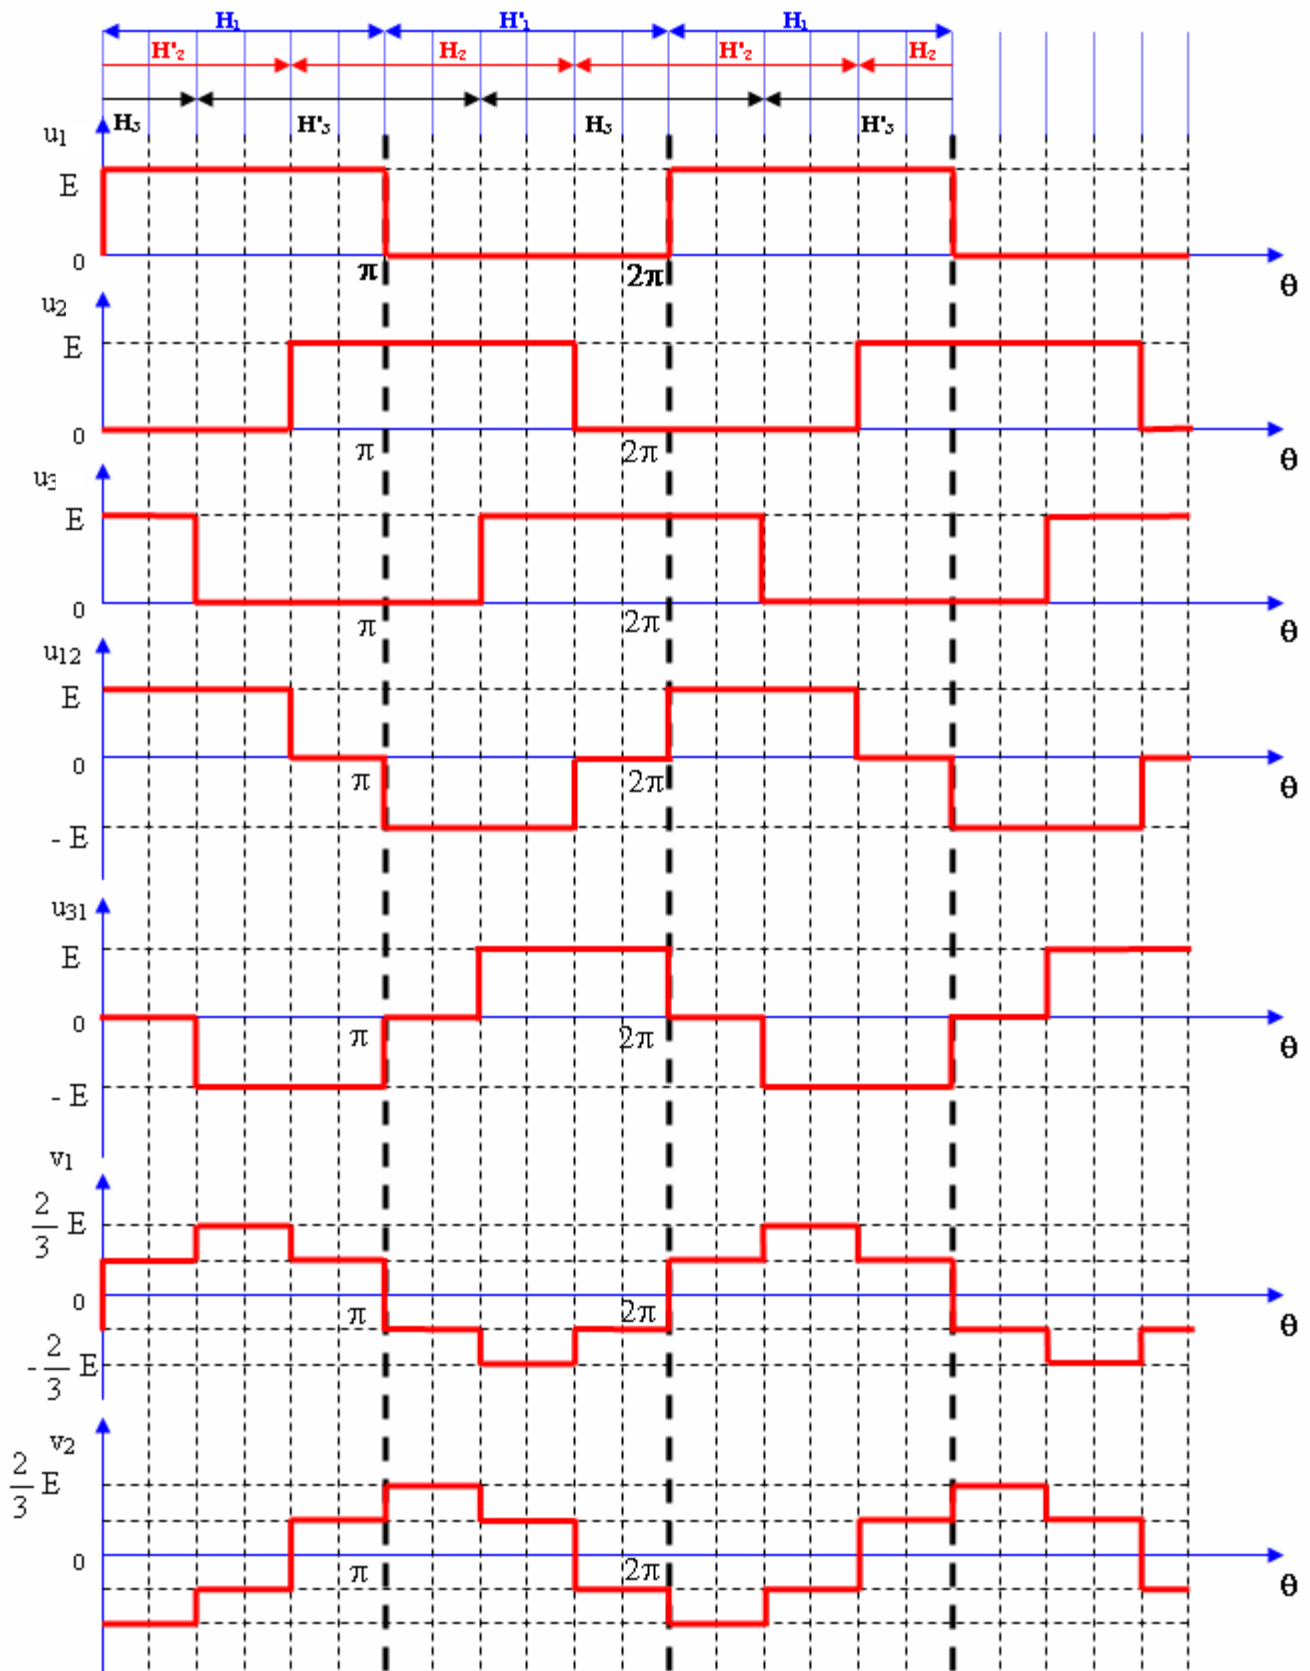 H₁ H'₁ H₁
H'₂ H₂ H'₂ H₂
H₃ H'₃ H₃ H'₃
u₁
E
0 π 2π θ
u₂
E
0 π 2π θ
u₃
E
0 π 2π θ
u₁₂
E
0 π 2π θ
- E
u₃₁
E
0 π 2π θ
- E
v₁
2/3 E
0 π 2π θ
-2/3 E
v₂
2/3 E
0 π 2π θ